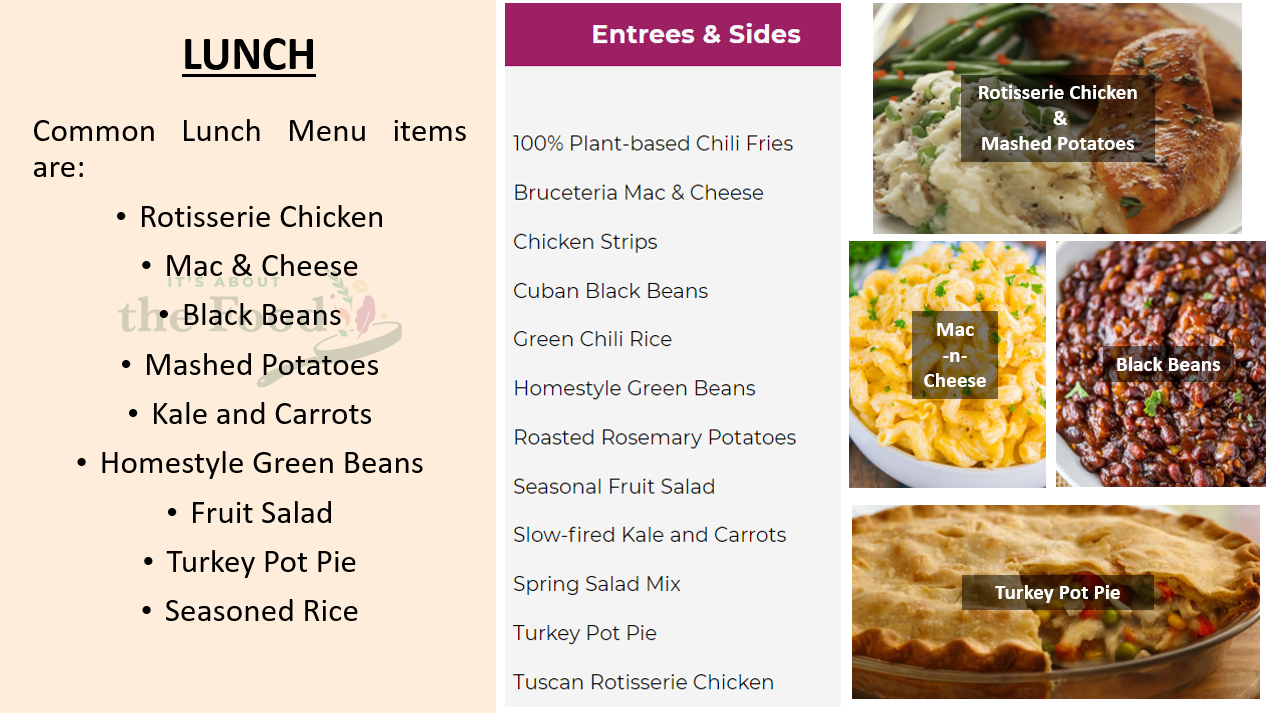 LUNCH
Common Lunch Menu items
are:
• Rotisserie Chicken
• Mac & Cheese
• Black Beans
• Mashed Potatoes
• Kale and Carrots
• Homestyle Green Beans
• Fruit Salad
• Turkey Pot Pie
• Seasoned Rice
IT'S ABOUT
the Food
Entrees & Sides
100% Plant-based Chili Fries
Bruceteria Mac & Cheese
Chicken Strips
Cuban Black Beans
Green Chili Rice
Homestyle Green Beans
Roasted Rosemary Potatoes
Seasonal Fruit Salad
Slow-fired Kale and Carrots
Spring Salad Mix
Turkey Pot Pie
Tuscan Rotisserie Chicken
Rotisserie Chicken
&
Mashed Potatoes
Mac
-n-
Cheese
Black Beans
Turkey Pot Pie